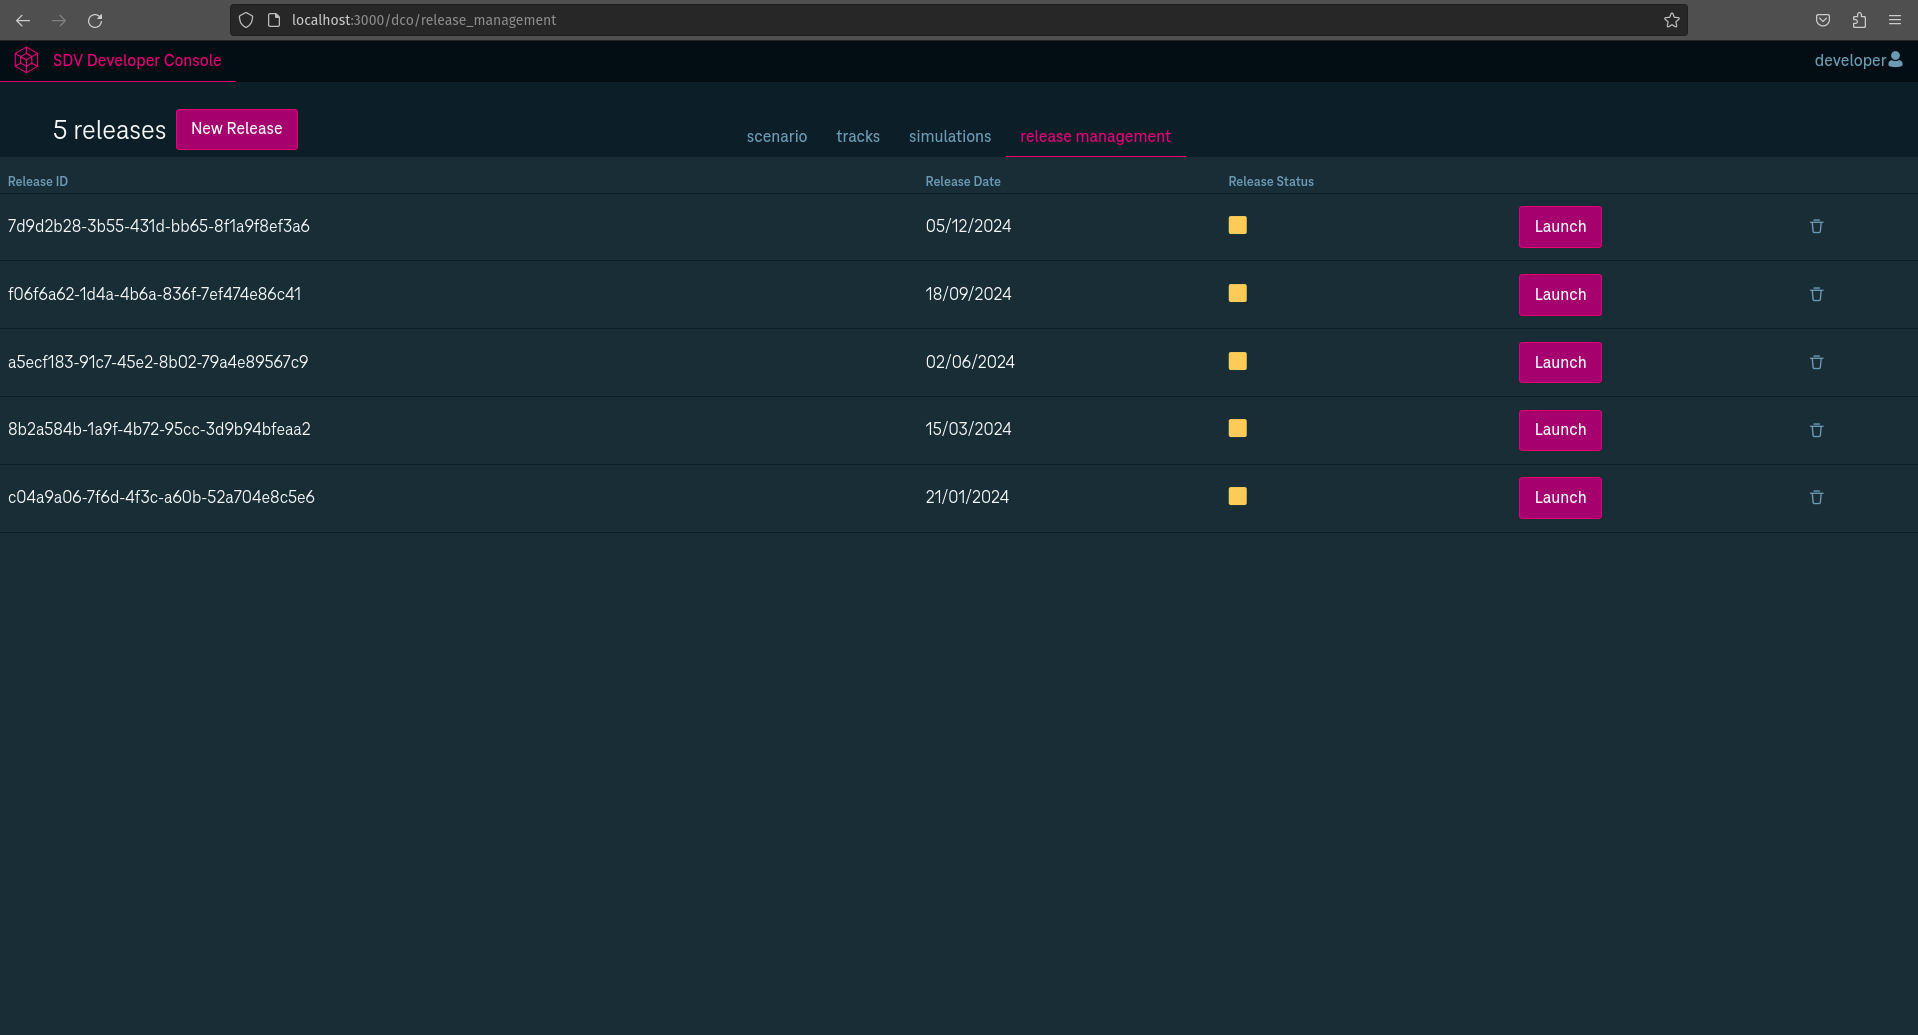 localhost:3000/dco/release_management
SDV Developer Console
developer
5 releases
New Release
scenario tracks simulations release management
Release ID Release Date Release Status
7d9d2b28-3b55-431d-bb65-8f1a9f8ef3a6 05/12/2024 Launch
f06f6a62-1d4a-4b6a-836f-7ef474e86c41 18/09/2024 Launch
a5ecf183-91c7-45e2-8b02-79a4e89567c9 02/06/2024 Launch
8b2a584b-1a9f-4b72-95cc-3d9b94bfeaa2 15/03/2024 Launch
c04a9a06-7f6d-4f3c-a60b-52a704e8c5e6 21/01/2024 Launch